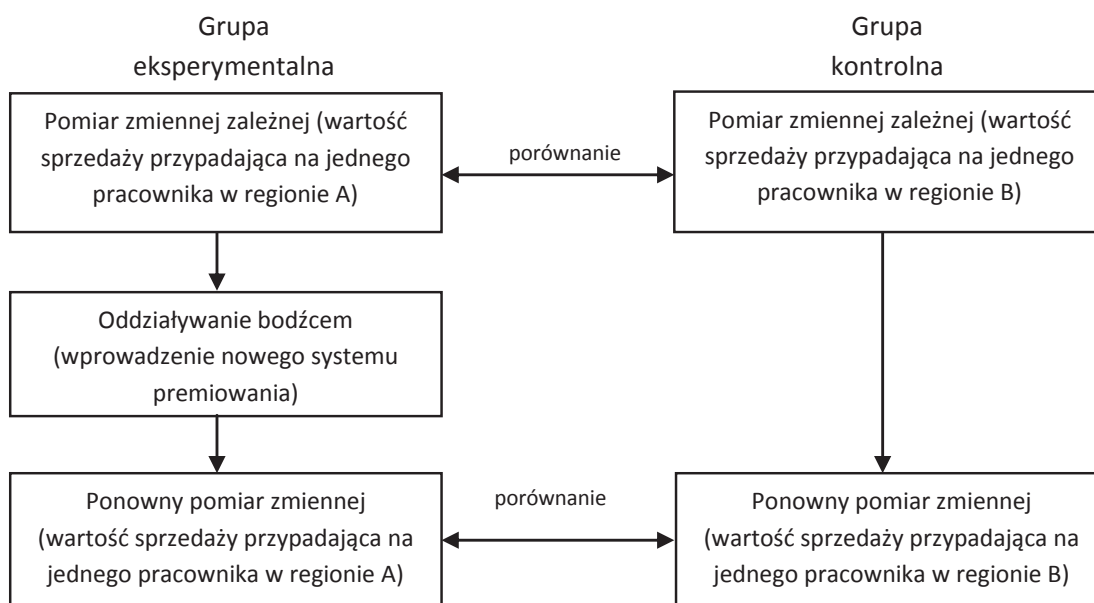 Grupa
eksperymentalna
Grupa
kontrolna
Pomiar zmiennej zależnej (wartość
sprzedaży przypadająca na jednego
pracownika w regionie A)
porównanie
Pomiar zmiennej zależnej (wartość
sprzedaży przypadająca na jednego
pracownika w regionie B)
Oddziaływanie bodźcem
(wprowadzenie nowego systemu
premiowania)
Ponowny pomiar zmiennej
(wartość sprzedaży przypadająca na
jednego pracownika w regionie A)
porównanie
Ponowny pomiar zmiennej
(wartość sprzedaży przypadająca na
jednego pracownika w regionie B)